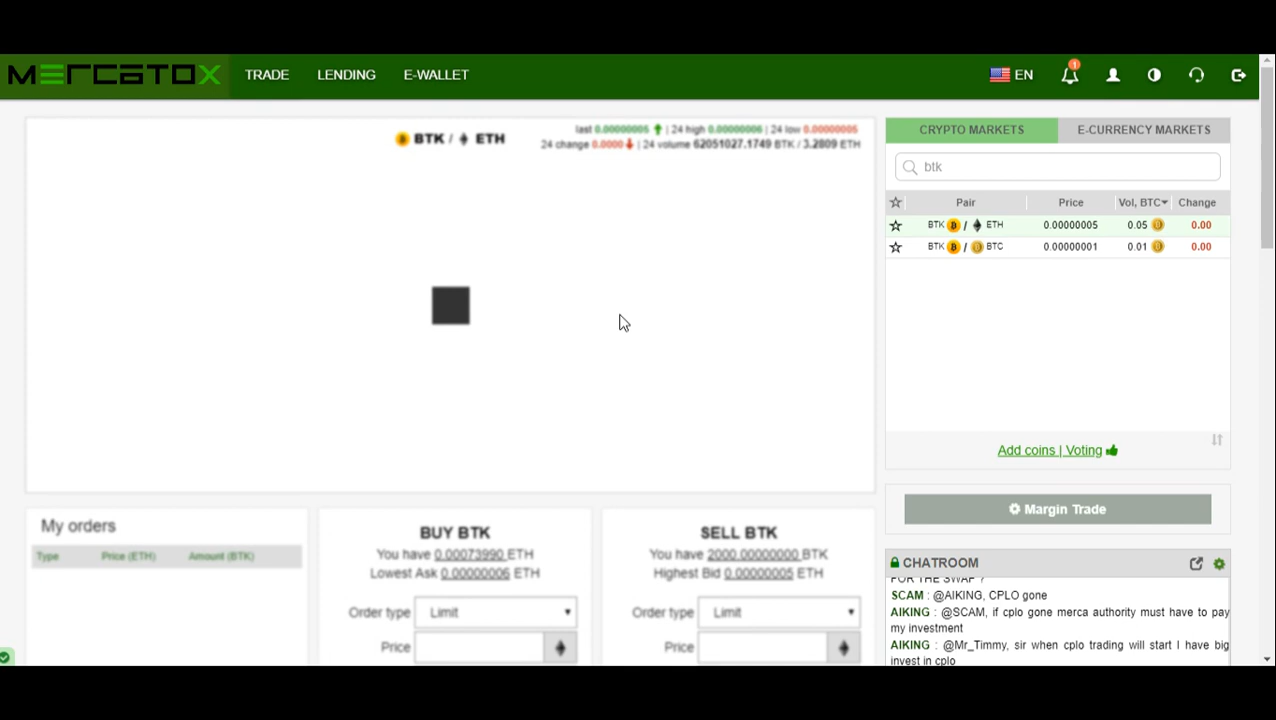 MERCATOX TRADE LENDING E-WALLET EN 1
BTK / ETH
last 0.00000005 | 24 high 0.00000006 | 24 low 0.00000005
24 change 0.0000 | 24 volume 62051027.1749 BTK / 3.2809 ETH
CRYPTO MARKETS E-CURRENCY MARKETS
btk
Pair Price Vol, BTC Change
BTK / ETH 0.00000005 0.05 0.00
BTK / BTC 0.00000001 0.01 0.00
Add coins | Voting
Margin Trade
My orders
Type Price (ETH) Amount (BTK)
BUY BTK
You have 0.00073990 ETH
Lowest Ask 0.00000006 ETH
Order type Limit
Price
SELL BTK
You have 2000.00000000 BTK
Highest Bid 0.00000005 ETH
Order type Limit
Price
CHATROOM
FOR THE SWAP ?
SCAM : @AIKING, CPLO gone
AIKING : @SCAM, if cplo gone merca authority must have to pay
my investment
AIKING : @Mr_Timmy, sir when cplo trading will start I have big
invest in cplo